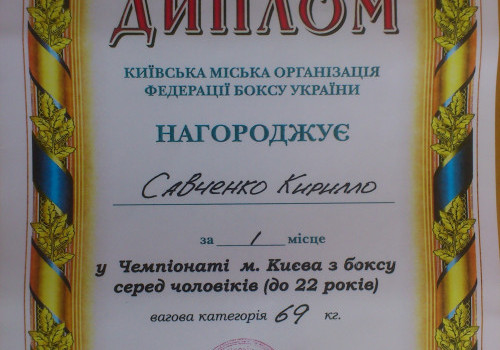 ДИПЛОМ
КИЇВСЬКА МІСЬКА ОРГАНІЗАЦІЯ
ФЕДЕРАЦІЇ БОКСУ УКРАЇНИ
НАГОРОДЖУЄ
Савченко Кирилло
за 1 місце
у Чемпіонаті м. Києва з боксу
серед чоловіків (до 22 років)
вагова категорія 69 кг.